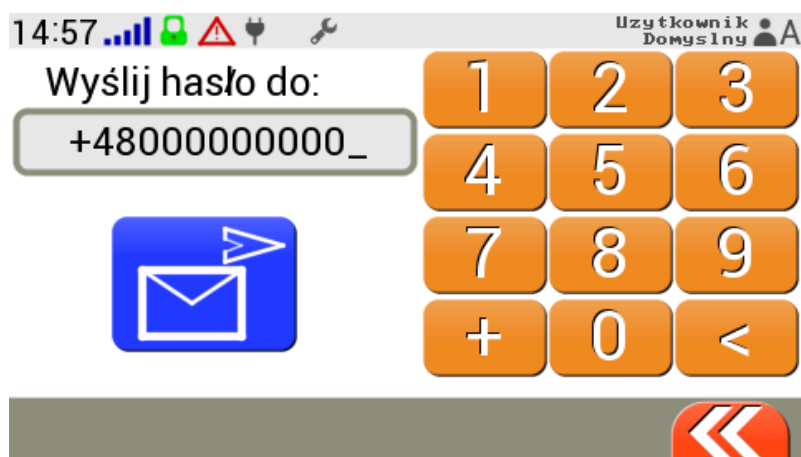 14:57
Uzytkownik
Domyslny
A
Wyślij hasło do:
+48000000000_
1 2 3
4 5 6
7 8 9
+ 0 <